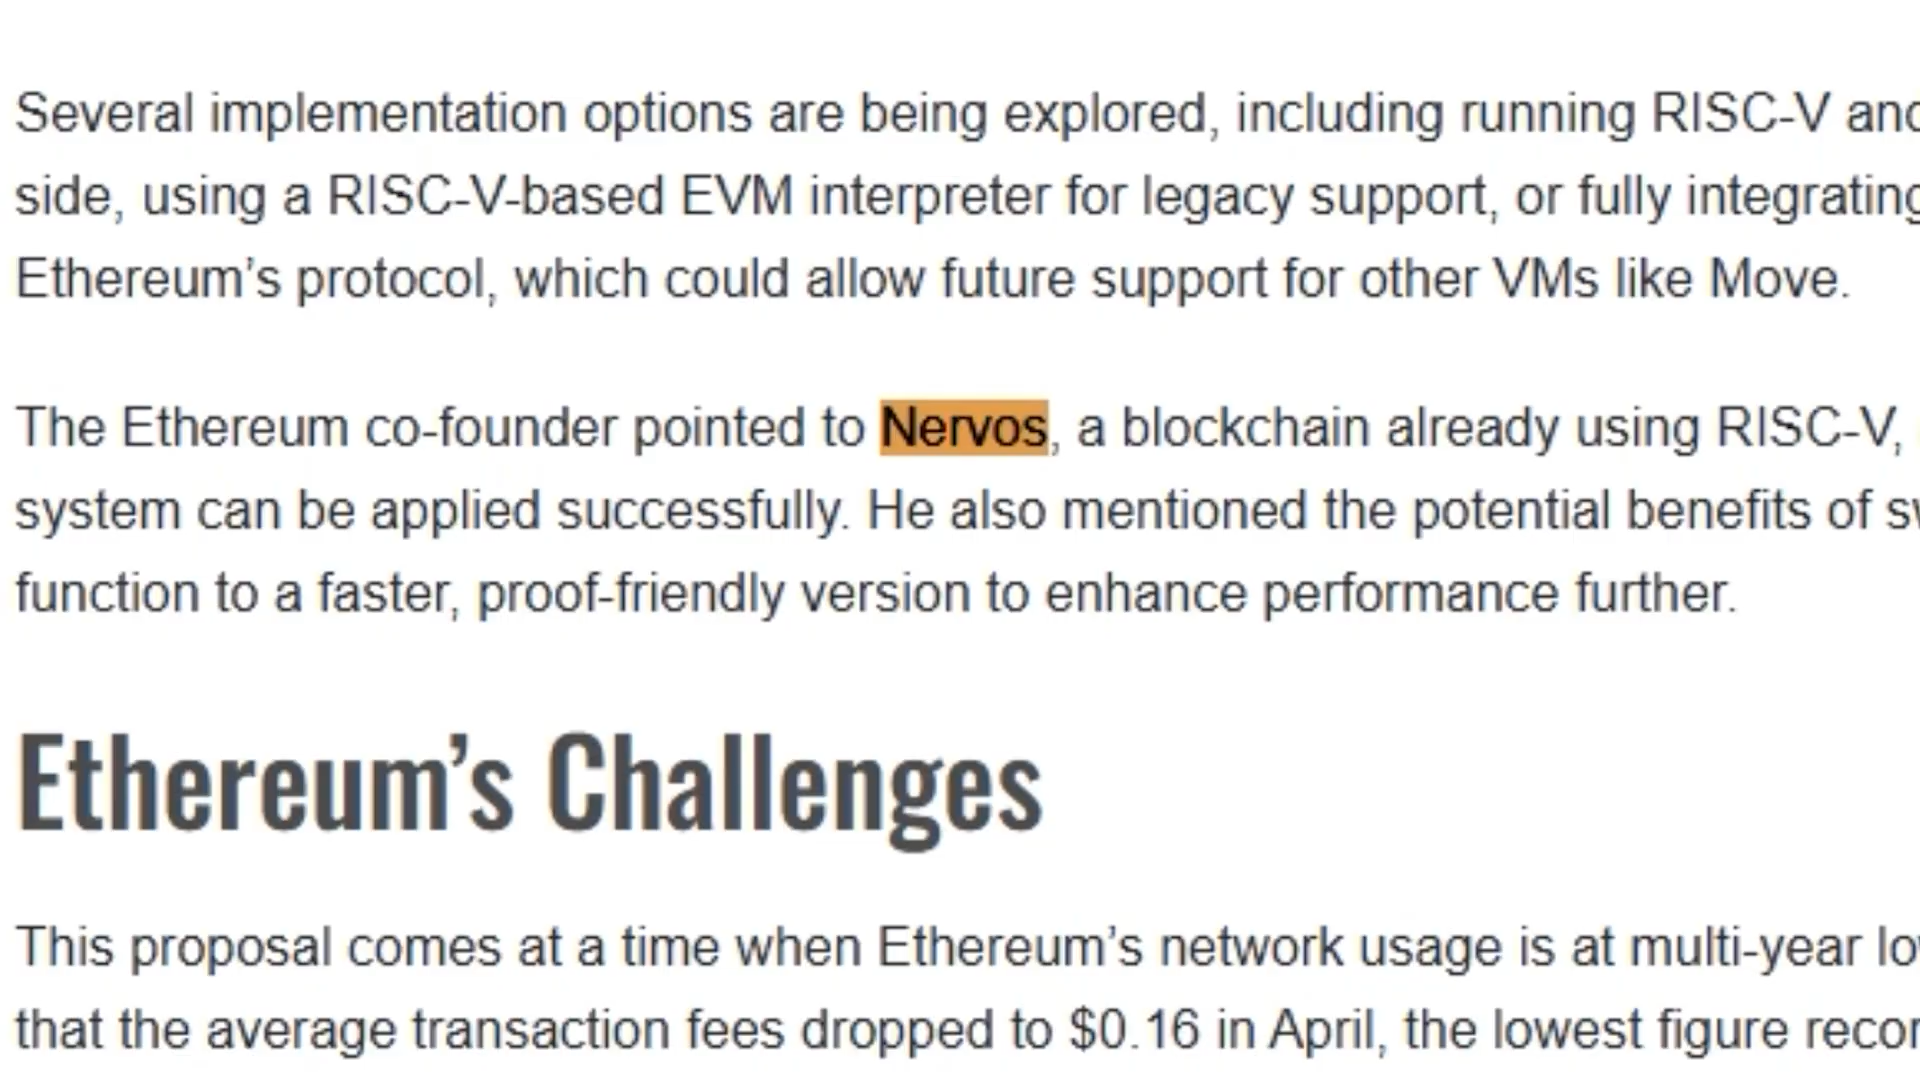 Several implementation options are being explored, including running RISC-V and
side, using a RISC-V-based EVM interpreter for legacy support, or fully integrating
Ethereum’s protocol, which could allow future support for other VMs like Move.
The Ethereum co-founder pointed to Nervos, a blockchain already using RISC-V,
system can be applied successfully. He also mentioned the potential benefits of
function to a faster, proof-friendly version to enhance performance further.
Ethereum’s Challenges
This proposal comes at a time when Ethereum’s network usage is at multi-year
that the average transaction fees dropped to $0.16 in April, the lowest figure